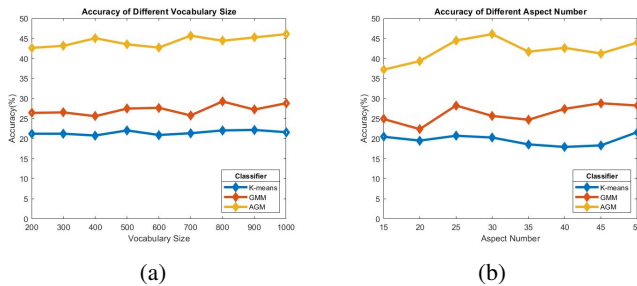 Accuracy of Different Vocabulary Size
50
45
40
35
30
25
20
15
10
5
0
Accuracy(%)
200 300 400 500 600 700 800 900 1000
Vocabulary Size
Classifier
K-means
GMM
AGM
(a)
Accuracy of Different Aspect Number
50
45
40
35
30
25
20
15
10
5
0
Accuracy(%)
15 20 25 30 35 40 45
Aspect Number
Classifier
K-means
GMM
AGM
(b)